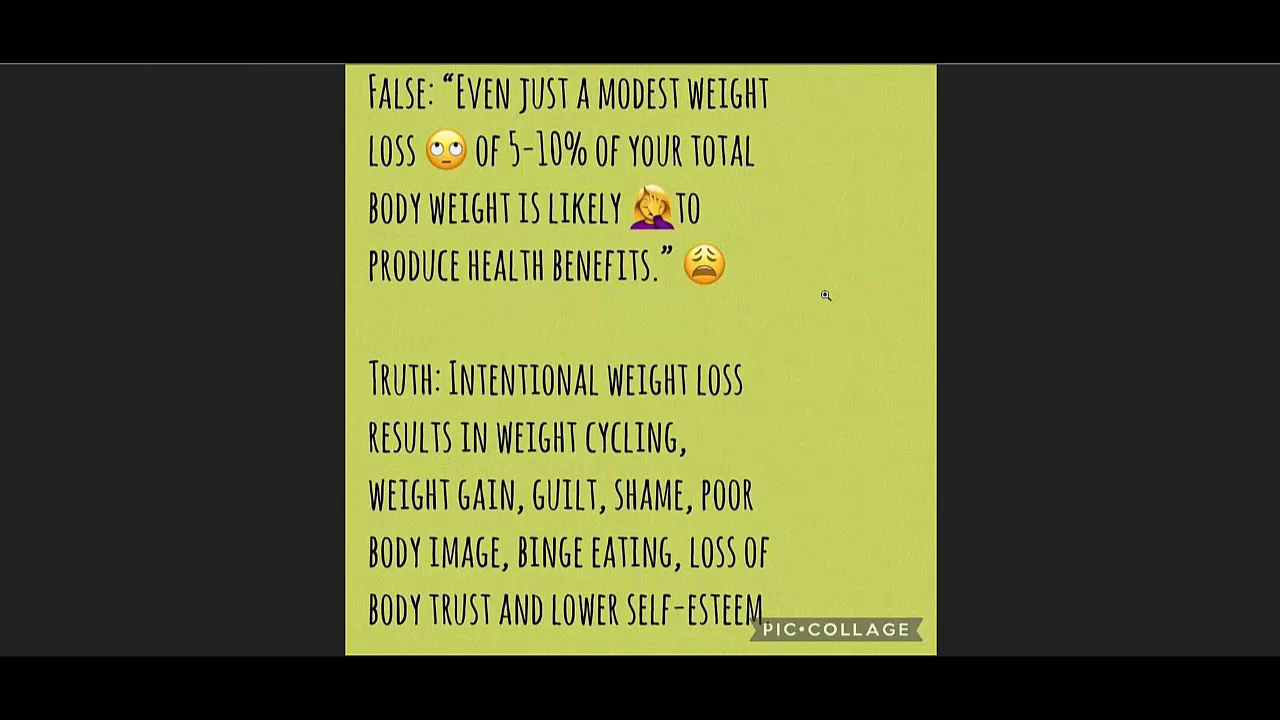 False: “Even just a modest weight
loss 🙄 of 5-10% of your total
body weight is likely 🤦‍♀️ to
produce health benefits.” 😩
Truth: Intentional weight loss
results in weight cycling,
weight gain, guilt, shame, poor
body image, binge eating, loss of
body trust and lower self-esteem.
PIC•COLLAGE